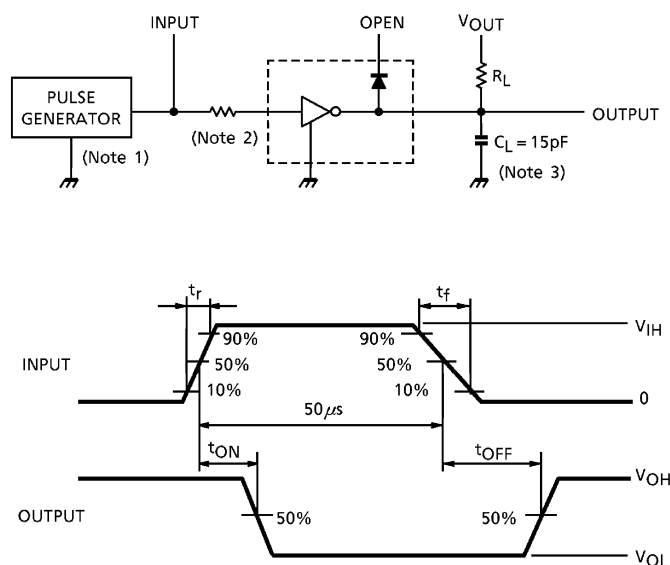 INPUT
OPEN
VOUT
PULSE
GENERATOR
(Note 1)
(Note 2)
RL
OUTPUT
CL = 15pF
(Note 3)
tr
tf
INPUT
90%
50%
10%
90%
50%
10%
VIH
0
50μs
tON
tOFF
OUTPUT
50%
50%
VOH
VOL